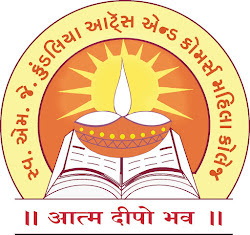 સ્વ. એમ. જે. કુંડલિયા આર્ટ્સ એન્ડ કોમર્સ મહિલા કોલેજ
॥ आत्म दीपो भव ॥